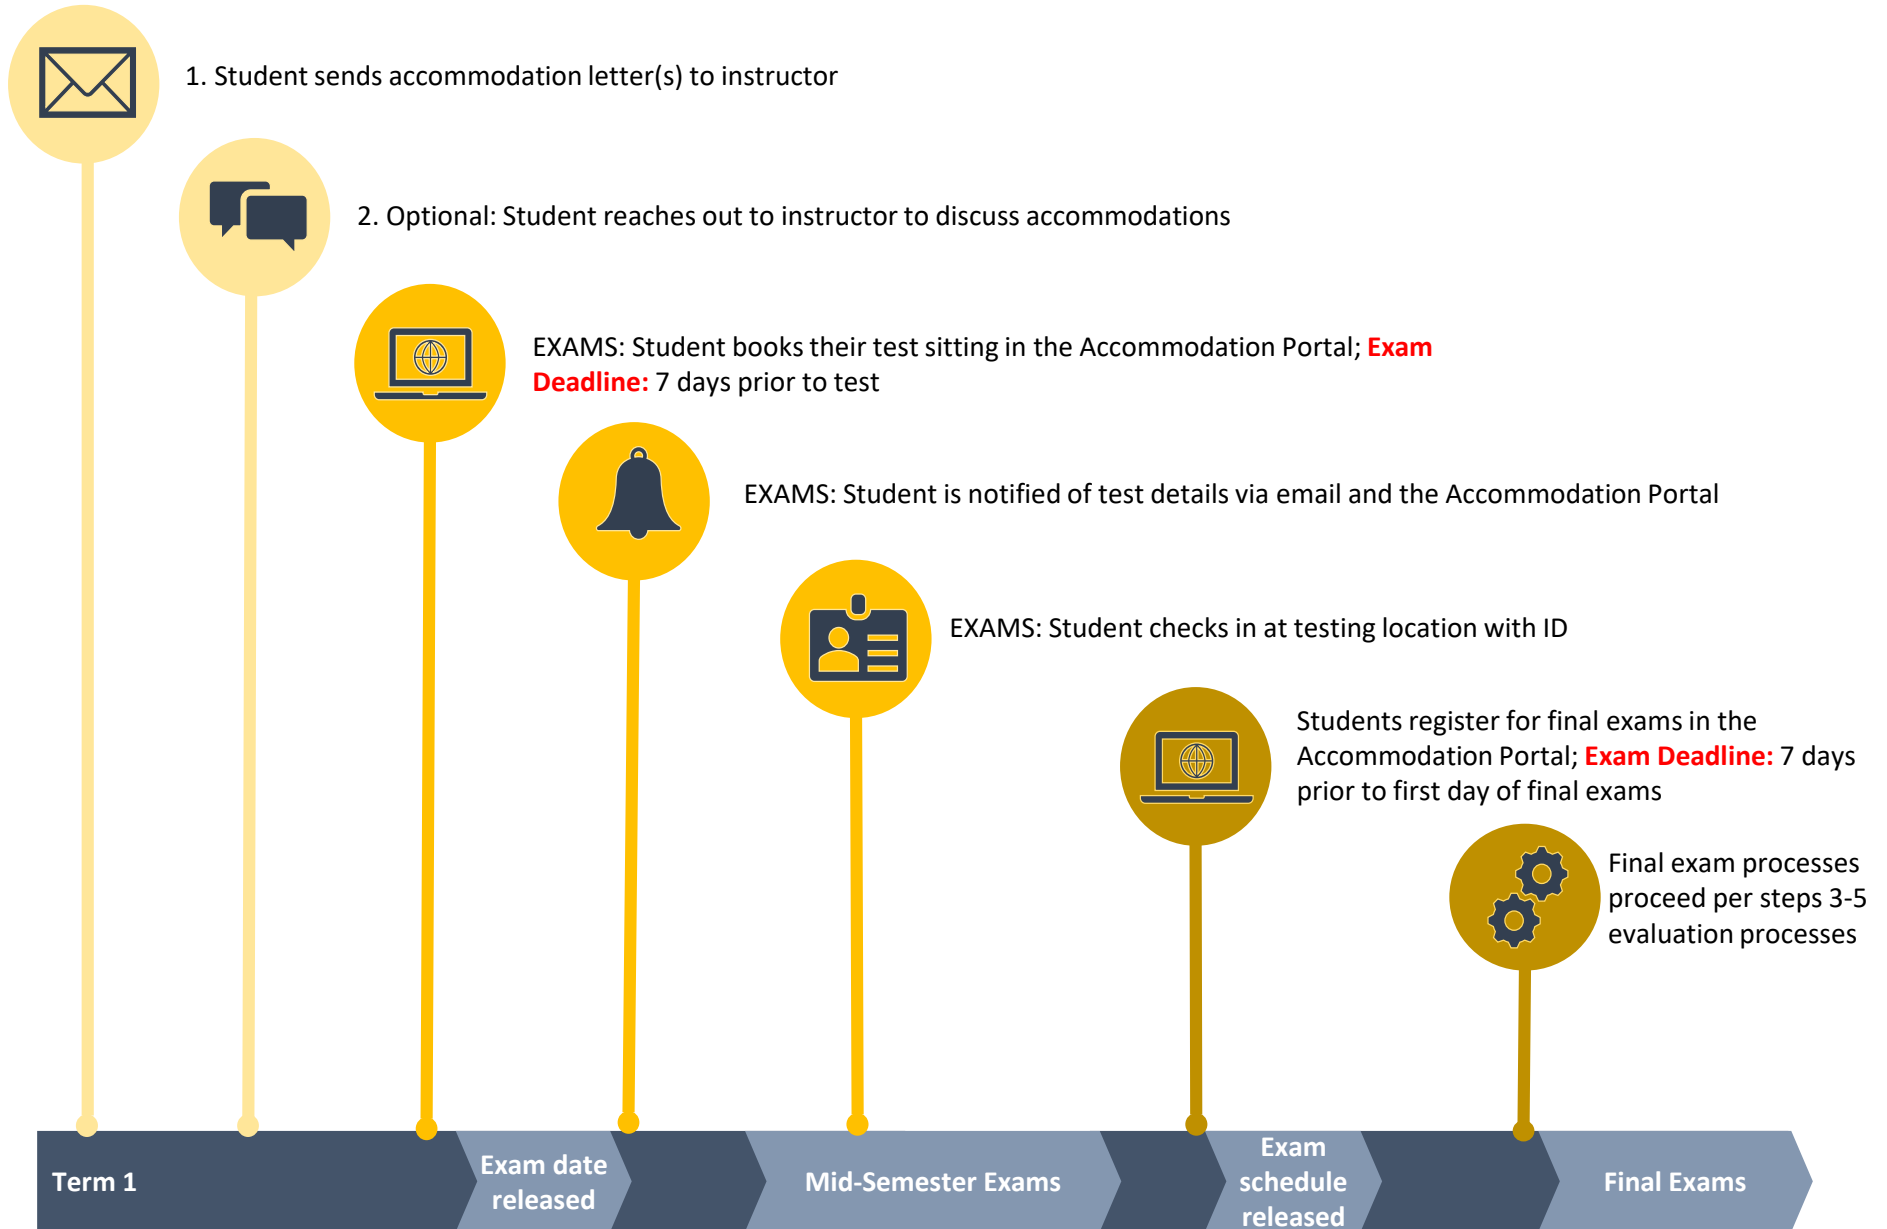 1. Student sends accommodation letter(s) to instructor
2. Optional: Student reaches out to instructor to discuss accommodations
EXAMS: Student books their test sitting in the Accommodation Portal; Exam
Deadline: 7 days prior to test
EXAMS: Student is notified of test details via email and the Accommodation Portal
EXAMS: Student checks in at testing location with ID
Students register for final exams in the
Accommodation Portal; Exam Deadline: 7 days
prior to first day of final exams
Final exam processes
proceed per steps 3-5
evaluation processes
Term 1
Exam date
released
Mid-Semester Exams
Exam
schedule
released
Final Exams